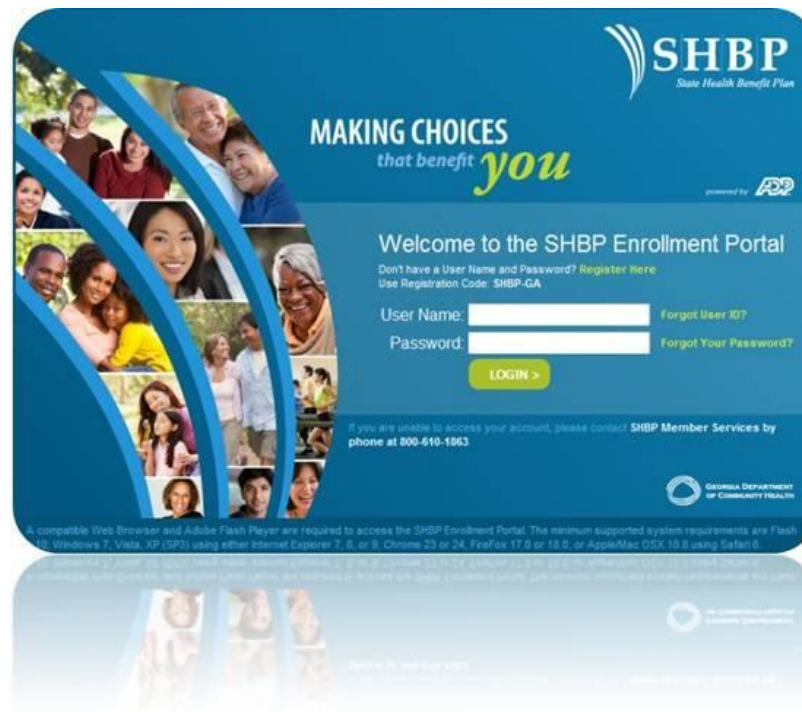 SHBP
State Health Benefit Plan
MAKING CHOICES
that benefit you
powered by ADP
Welcome to the SHBP Enrollment Portal
Don't have a User Name and Password? Register Here
Use Registration Code: SHBP-GA
User Name:
Forgot User ID?
Password:
Forgot Your Password?
LOGIN >
If you are unable to access your account, please contact SHBP Member Services by
phone at 800-610-1863
GEORGIA DEPARTMENT
OF COMMUNITY HEALTH
A compatible Web Browser and Adobe Flash Player are required to access the SHBP Enrollment Portal. The minimum supported system requirements are Flash
10; Windows 7, Vista, XP (SP3) using either Internet Explorer 7, 8, or 9, Chrome 23 or 24, FireFox 17.0 or 18.0; or Apple/Mac OSX 10.8 using Safari 6.